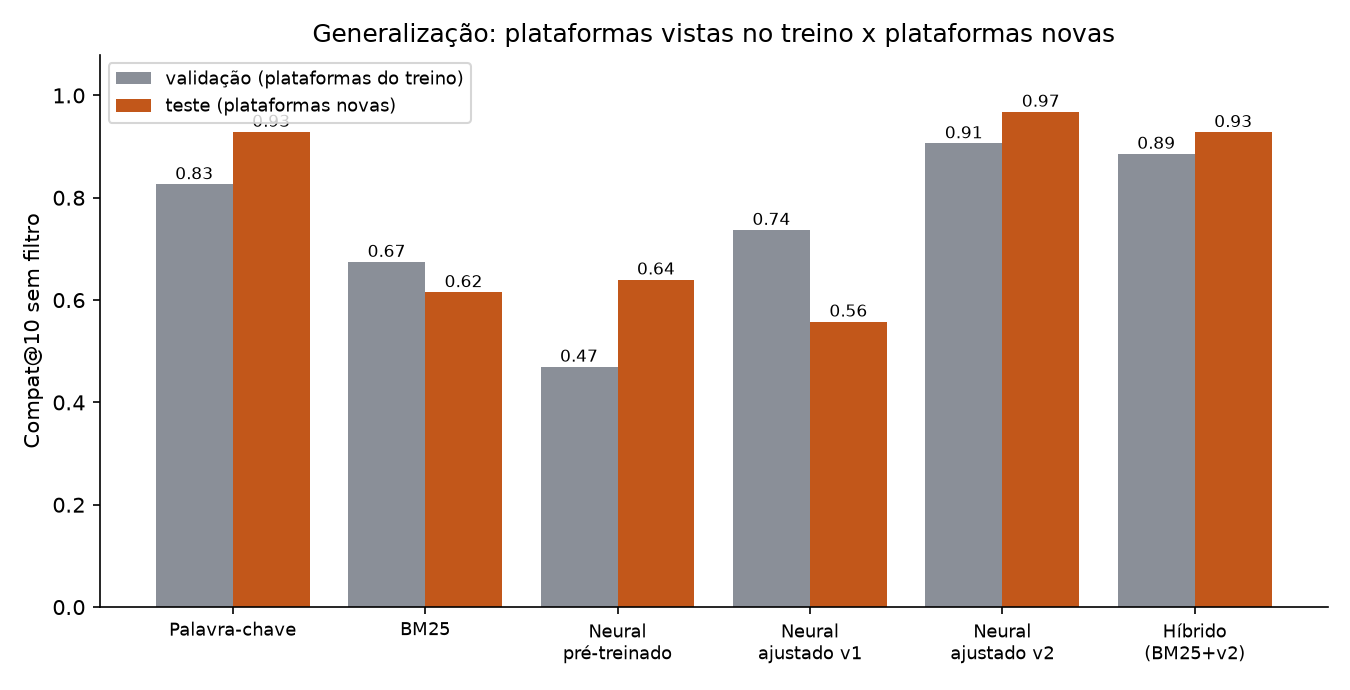 Generalização: plataformas vistas no treino x plataformas novas
validação (plataformas do treino)
teste (plataformas novas)
Compat@10 sem filtro
1.0
0.8
0.6
0.4
0.2
0.0
0.83
0.93
0.67
0.62
0.47
0.64
0.74
0.56
0.91
0.97
0.89
0.93
Palavra-chave
BM25
Neural
pré-treinado
Neural
ajustado v1
Neural
ajustado v2
Híbrido
(BM25+v2)